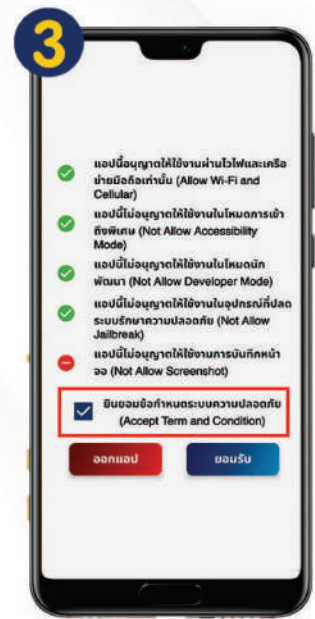 3
แอปนี้อนุญาตให้ใช้งานผ่านไวไฟและเครือ
ข่ายมือถือเท่านั้น (Allow Wi-Fi and
Cellular)
แอปนี้ไม่อนุญาตให้ใช้งานในโหมดการเข้า
ถึงพิเศษ (Not Allow Accessibility
Mode)
แอปนี้ไม่อนุญาตให้ใช้งานในโหมดนัก
พัฒนา (Not Allow Developer Mode)
แอปนี้ไม่อนุญาตให้ใช้งานในอุปกรณ์ที่ปลด
ระบบรักษาความปลอดภัย (Not Allow
Jailbreak)
แอปนี้ไม่อนุญาตให้ใช้งานการบันทึกหน้า
จอ (Not Allow Screenshot)
ยินยอมข้อกำหนดระบบความปลอดภัย
(Accept Term and Condition)
ออกแอป
ยอมรับ